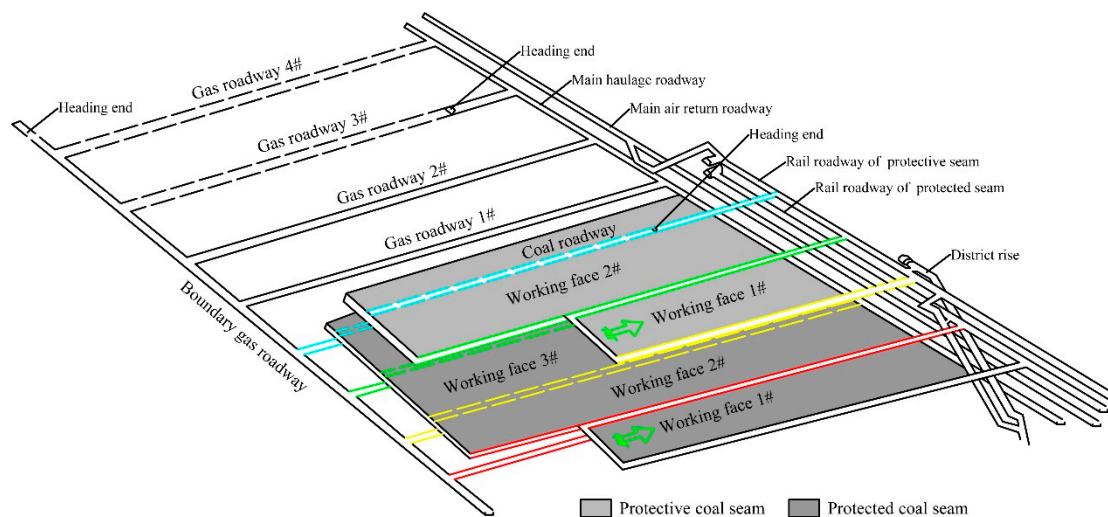 Heading end
Gas roadway 4#
Main haulage roadway
Heading end
Main air return roadway
Gas roadway 3#
Heading end
Rail roadway of protective seam
Gas roadway 2#
Rail roadway of protected seam
Gas roadway 1#
Coal roadway
District rise
Working face 2#
Boundary gas roadway
Working face 1#
Working face 3#
Working face 2#
Working face 1#
Protective coal seam
Protected coal seam